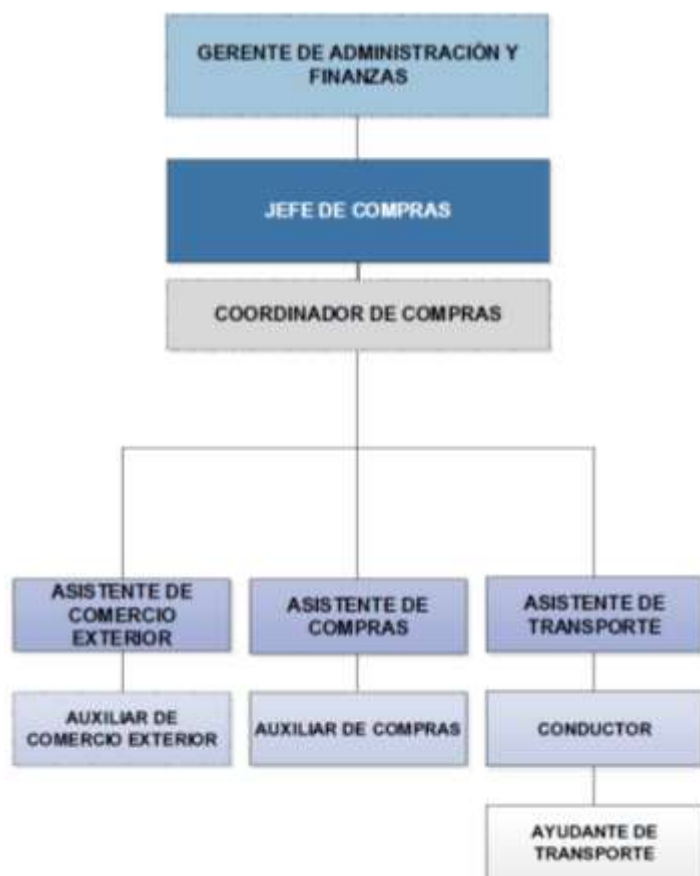 GERENTE DE ADMINISTRACIÓN Y
FINANZAS
JEFE DE COMPRAS
COORDINADOR DE COMPRAS
ASISTENTE DE
COMERCIO
EXTERIOR
ASISTENTE DE
COMPRAS
ASISTENTE DE
TRANSPORTE
AUXILIAR DE
COMERCIO EXTERIOR
AUXILIAR DE COMPRAS
CONDUCTOR
AYUDANTE DE
TRANSPORTE